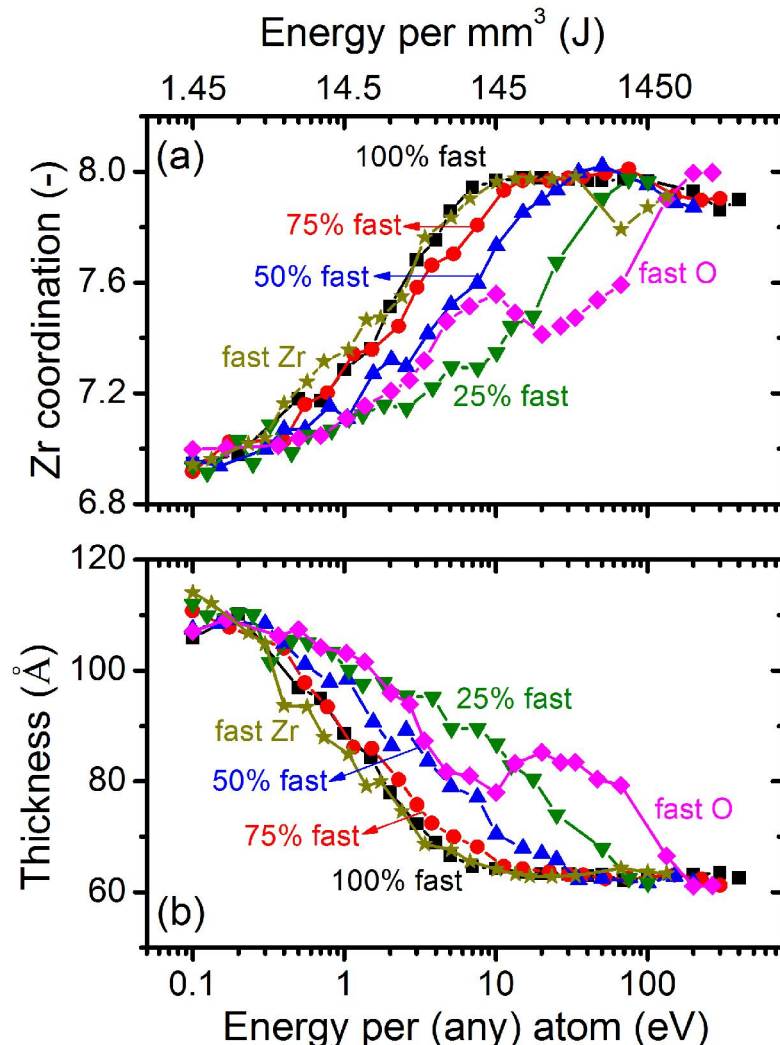 Energy per mm³ (J)
1.45 14.5 145 1450
(a)
100% fast
8.0
75% fast
50% fast
fast O
7.6
fast Zr
7.2
25% fast
6.8
Zr coordination (-)
120
100
25% fast
fast Zr
50% fast
80
fast O
75% fast
100% fast
60
(b)
Thickness (Å)
0.1 1 10 100
Energy per (any) atom (eV)